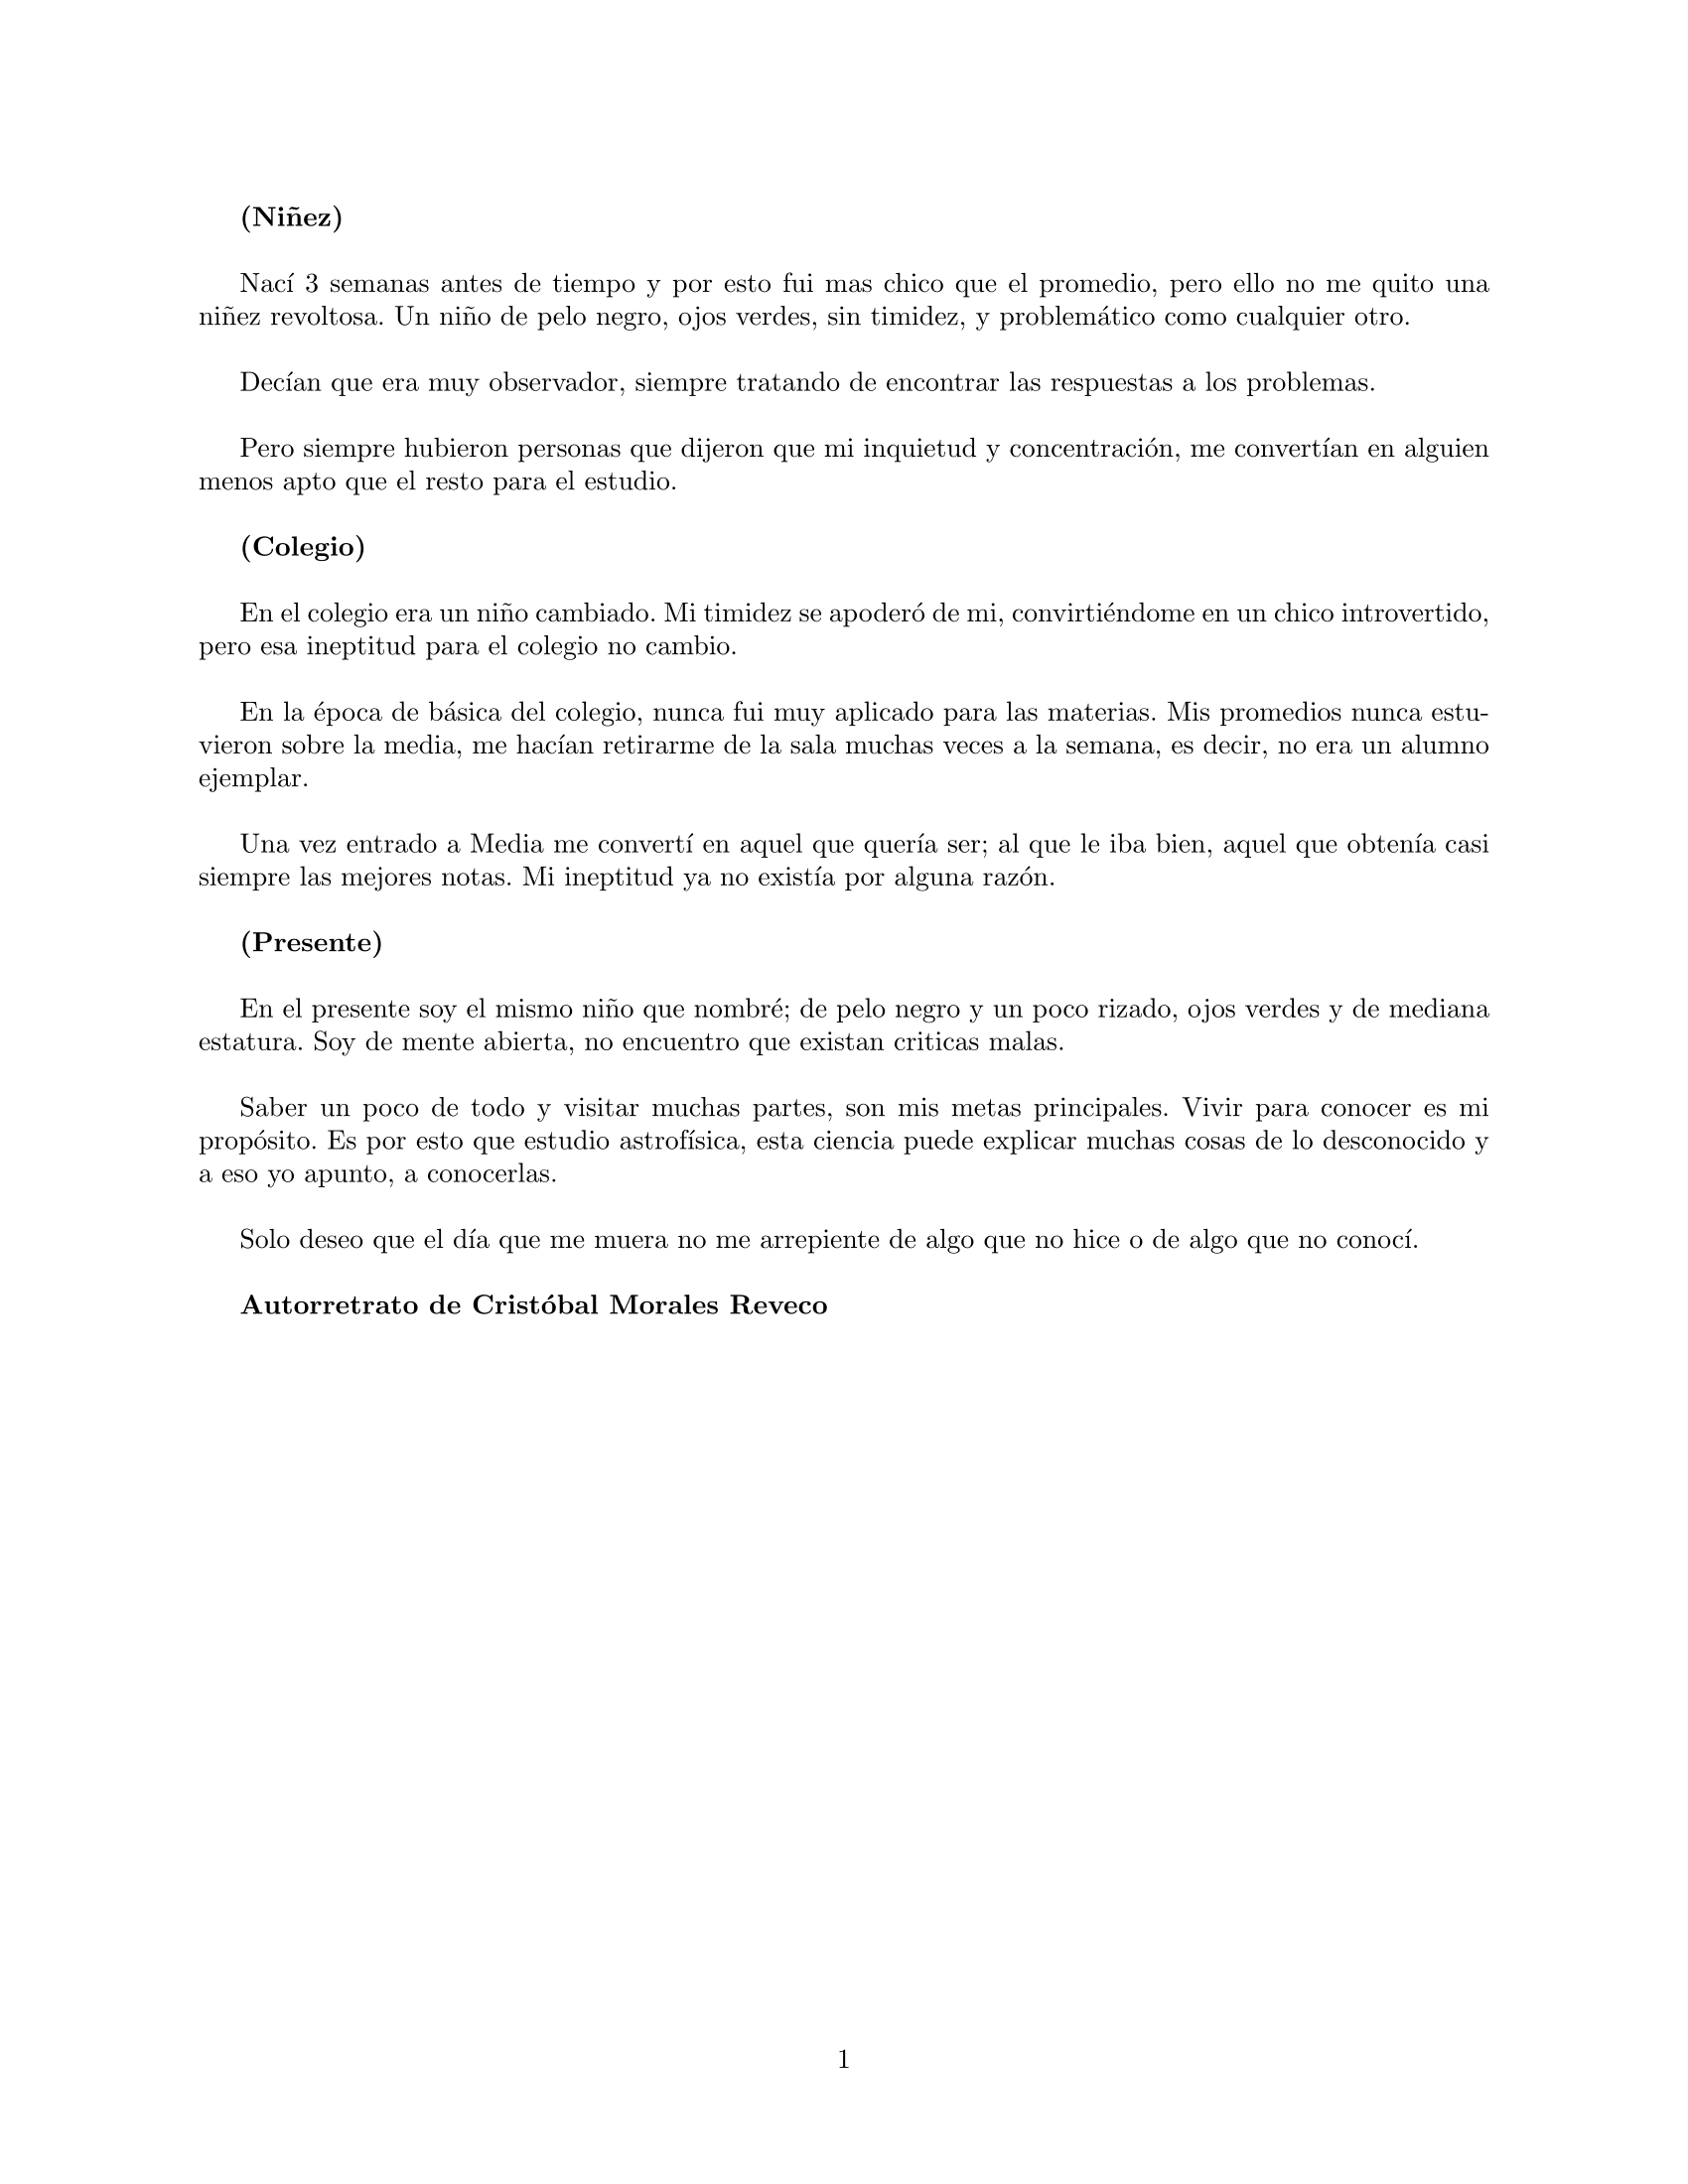 (Niñez)
Nací 3 semanas antes de tiempo y por esto fui mas chico que el promedio, pero ello no me quito una
niñez revoltosa. Un niño de pelo negro, ojos verdes, sin timidez, y problemático como cualquier otro.
Decían que era muy observador, siempre tratando de encontrar las respuestas a los problemas.
Pero siempre hubieron personas que dijeron que mi inquietud y concentración, me convertían en alguien
menos apto que el resto para el estudio.
(Colegio)
En el colegio era un niño cambiado. Mi timidez se apoderó de mi, convirtiéndome en un chico introvertido,
pero esa ineptitud para el colegio no cambio.
En la época de básica del colegio, nunca fui muy aplicado para las materias. Mis promedios nunca estu-
vieron sobre la media, me hacían retirarme de la sala muchas veces a la semana, es decir, no era un alumno
ejemplar.
Una vez entrado a Media me convertí en aquel que quería ser; al que le iba bien, aquel que obtenía casi
siempre las mejores notas. Mi ineptitud ya no existía por alguna razón.
(Presente)
En el presente soy el mismo niño que nombré; de pelo negro y un poco rizado, ojos verdes y de mediana
estatura. Soy de mente abierta, no encuentro que existan criticas malas.
Saber un poco de todo y visitar muchas partes, son mis metas principales. Vivir para conocer es mi
propósito. Es por esto que estudio astrofísica, esta ciencia puede explicar muchas cosas de lo desconocido y
a eso yo apunto, a conocerlas.
Solo deseo que el día que me muera no me arrepiente de algo que no hice o de algo que no conocí.
Autorretrato de Cristóbal Morales Reveco
1